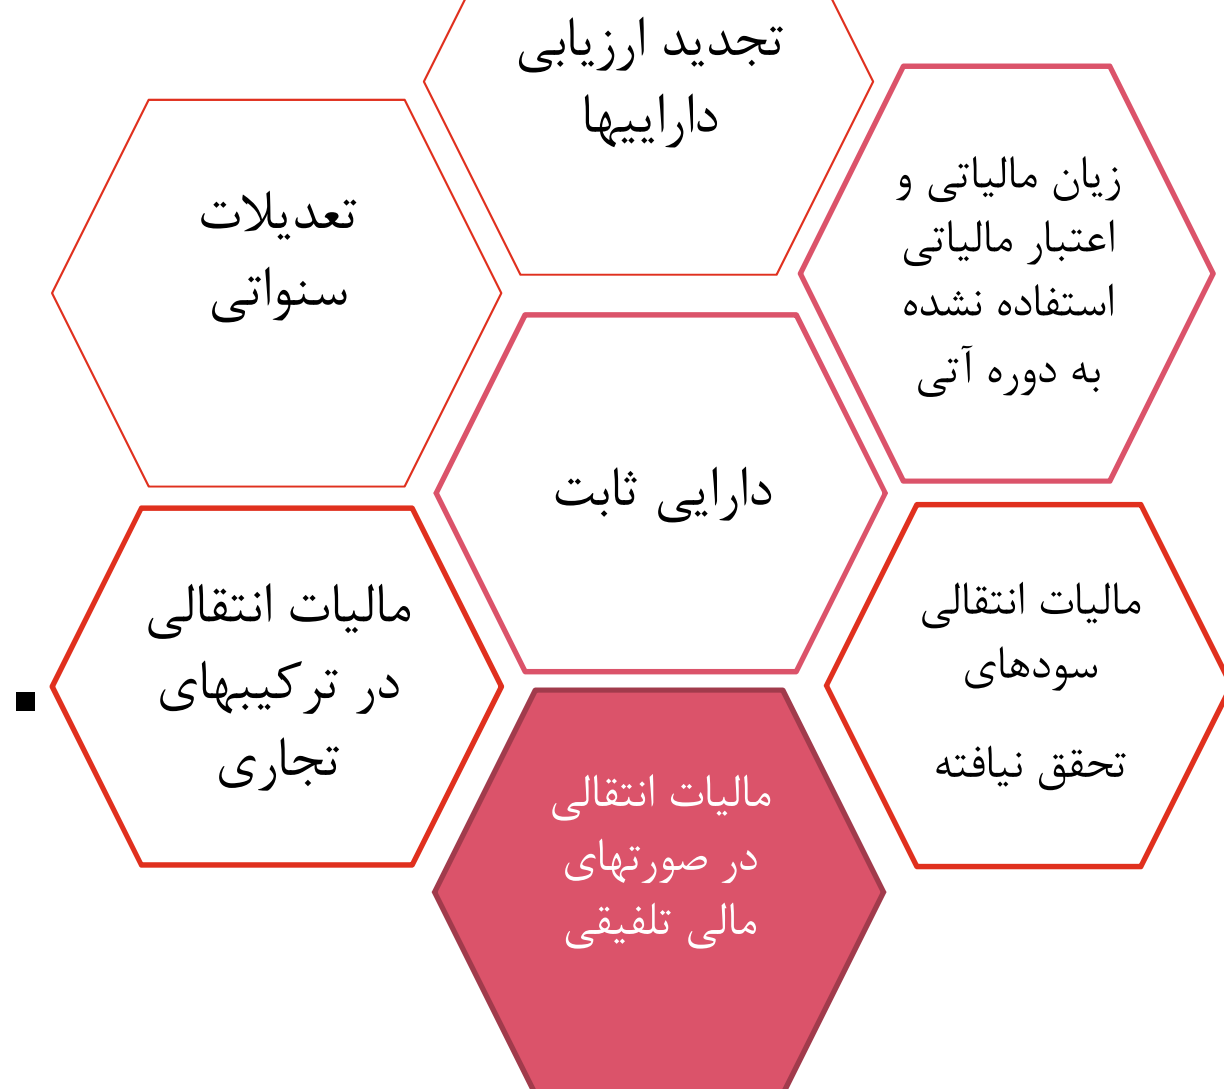 تجدید ارزیابی
داراییها
زیان مالیاتی و
اعتبار مالیاتی
استفاده نشده
به دوره آتی
تعدیلات
سنواتی
دارایی ثابت
مالیات انتقالی
سودهای
تحقق نیافته
مالیات انتقالی
در ترکیبهای
تجاری
مالیات انتقالی
در صورتهای
مالی تلفیقی